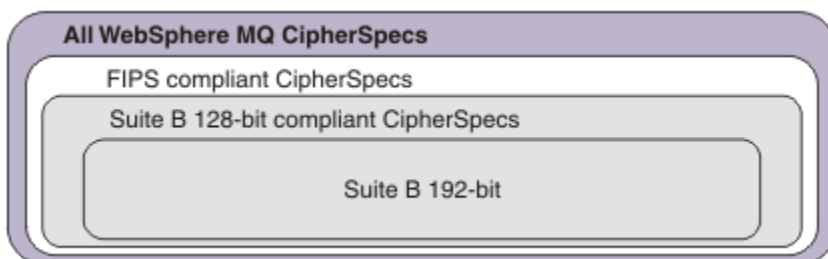 All WebSphere MQ CipherSpecs
FIPS compliant CipherSpecs
Suite B 128-bit compliant CipherSpecs
Suite B 192-bit